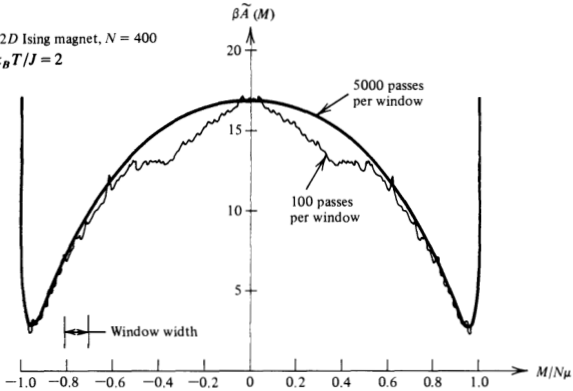 βÃ (M)
2D Ising magnet, N = 400
BT/J = 2
20
15
10
5
5000 passes
per window
100 passes
per window
Window width
−1.0 −0.8 −0.6 −0.4 −0.2 0 0.2 0.4 0.6 0.8 1.0 M/Nμ